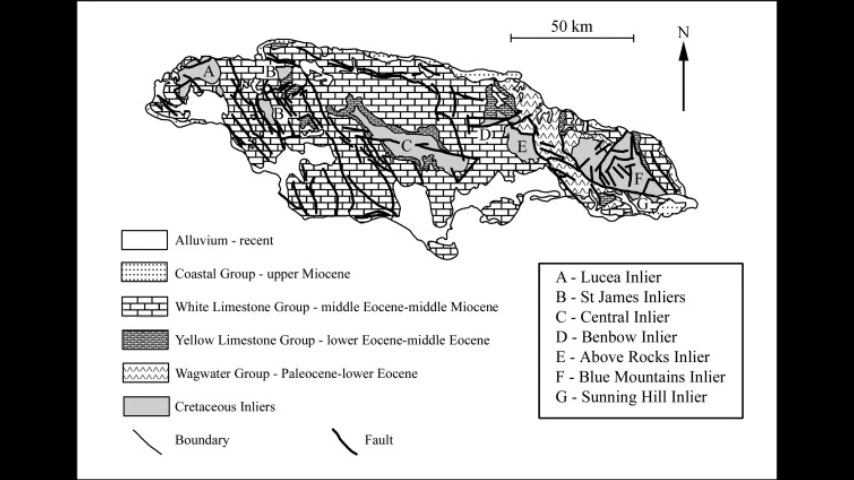 50 km
N
A
B
B
C
D
E
F
G
Alluvium - recent
Coastal Group - upper Miocene
White Limestone Group - middle Eocene-middle Miocene
Yellow Limestone Group - lower Eocene-middle Eocene
Wagwater Group - Paleocene-lower Eocene
Cretaceous Inliers
Boundary
Fault
A - Lucea Inlier
B - St James Inliers
C - Central Inlier
D - Benbow Inlier
E - Above Rocks Inlier
F - Blue Mountains Inlier
G - Sunning Hill Inlier